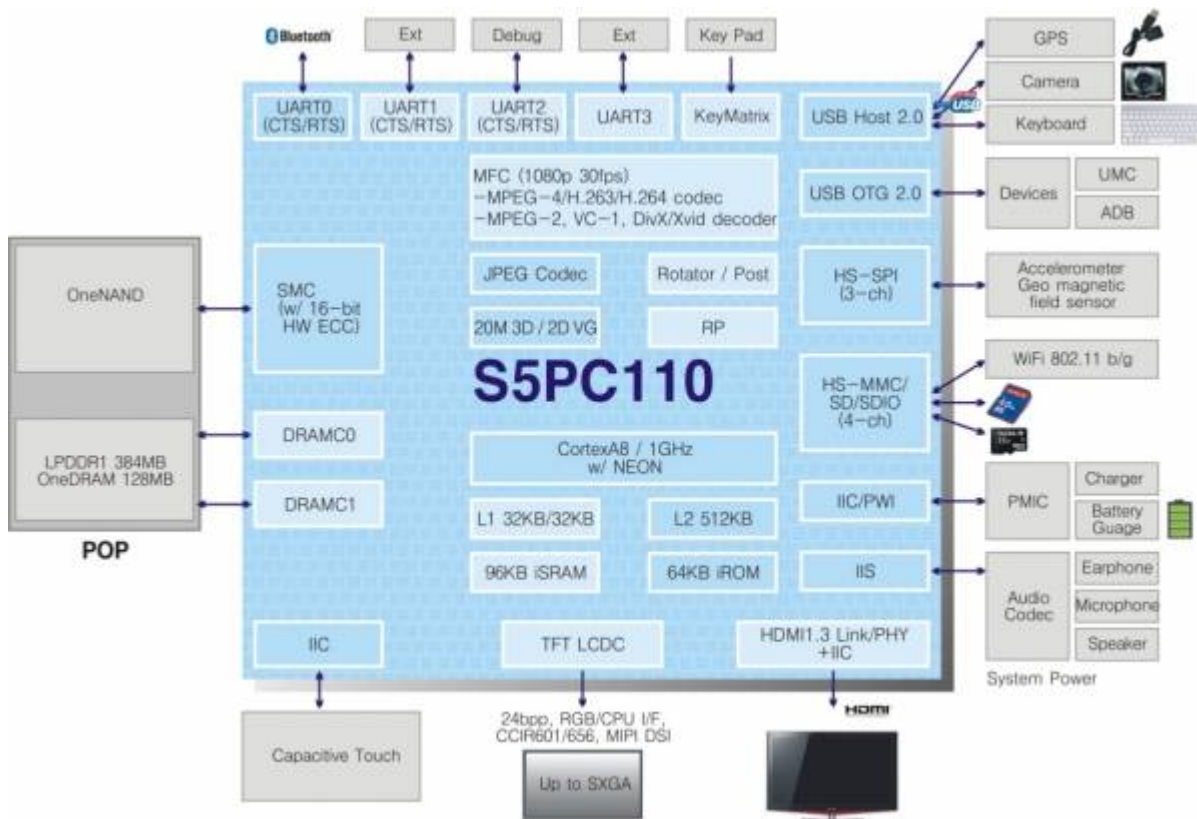 Bluetooth
Ext
Debug
Ext
Key Pad
GPS
Camera
Keyboard
USB
UART0
(CTS/RTS)
UART1
(CTS/RTS)
UART2
(CTS/RTS)
UART3
KeyMatrix
USB Host 2.0
MFC (1080p 30fps)
-MPEG-4/H.263/H.264 codec
-MPEG-2, VC-1, DivX/Xvid decoder
USB OTG 2.0
Devices
UMC
ADB
OneNAND
SMC
(w/ 16-bit
HW ECC)
JPEG Codec
Rotator / Post
HS-SPI
(3-ch)
Accelerometer
Geo magnetic
field sensor
20M 3D / 2D VG
RP
S5PC110
HS-MMC/
SD/SDIO
(4-ch)
WiFi 802.11 b/g
LPDDR1 384MB
OneDRAM 128MB
POP
DRAMC0
DRAMC1
CortexA8 / 1GHz
w/ NEON
L1 32KB/32KB
L2 512KB
96KB iSRAM
64KB iROM
IIC/PWI
PMIC
Charger
Battery
Guage
IIS
Audio
Codec
Earphone
Microphone
Speaker
System Power
IIC
TFT LCDC
HDMI1.3 Link/PHY
+IIC
Capacitive Touch
24bpp, RGB/CPU I/F,
CCIR601/656, MIPI DSI
Up to SXGA
HDMI